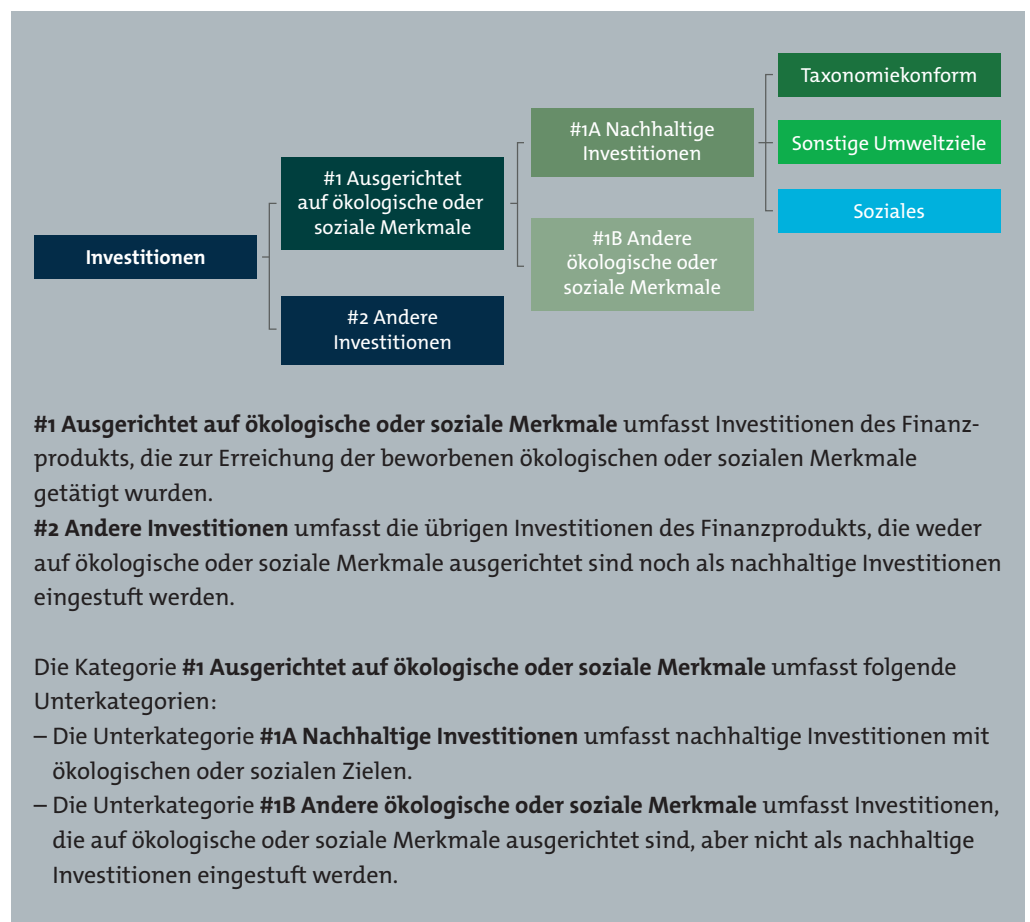 Investitionen
#1 Ausgerichtet
auf ökologische oder
soziale Merkmale
#2 Andere
Investitionen
#1A Nachhaltige
Investitionen
#1B Andere
ökologische oder
soziale Merkmale
Taxonomiekonform
Sonstige Umweltziele
Soziales
#1 Ausgerichtet auf ökologische oder soziale Merkmale umfasst Investitionen des Finanz-
produkts, die zur Erreichung der beworbenen ökologischen oder sozialen Merkmale
getätigt wurden.
#2 Andere Investitionen umfasst die übrigen Investitionen des Finanzprodukts, die weder
auf ökologische oder soziale Merkmale ausgerichtet sind noch als nachhaltige Investitionen
eingestuft werden.
Die Kategorie #1 Ausgerichtet auf ökologische oder soziale Merkmale umfasst folgende
Unterkategorien:
– Die Unterkategorie #1A Nachhaltige Investitionen umfasst nachhaltige Investitionen mit
ökologischen oder sozialen Zielen.
– Die Unterkategorie #1B Andere ökologische oder soziale Merkmale umfasst Investitionen,
die auf ökologische oder soziale Merkmale ausgerichtet sind, aber nicht als nachhaltige
Investitionen eingestuft werden.